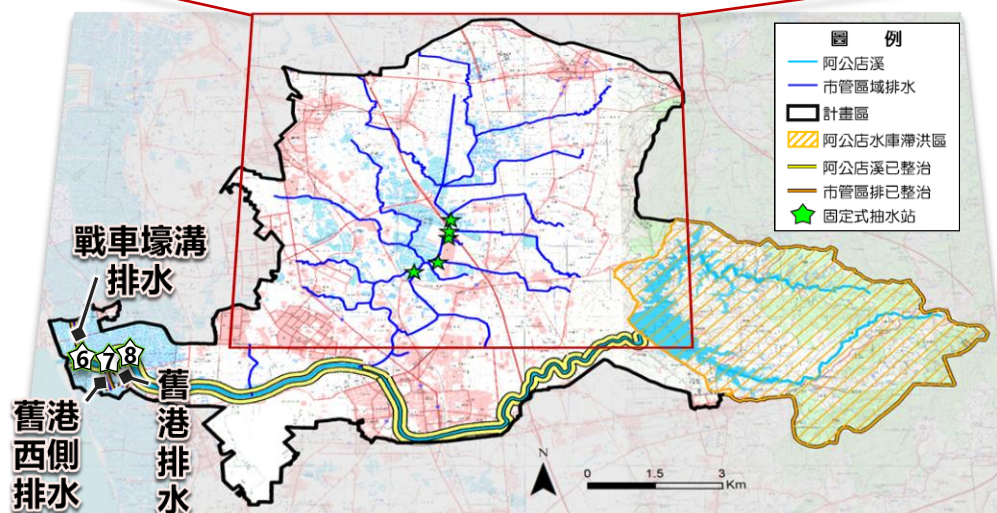 圖 例
阿公店溪
市管區域排水
計畫區
阿公店水庫滯洪區
阿公店溪已整治
市管區排已整治
固定式抽水站
戰車壕溝
排水
6
7
8
舊港
西側
排水
舊港排水
N
0 1.5 3
Km